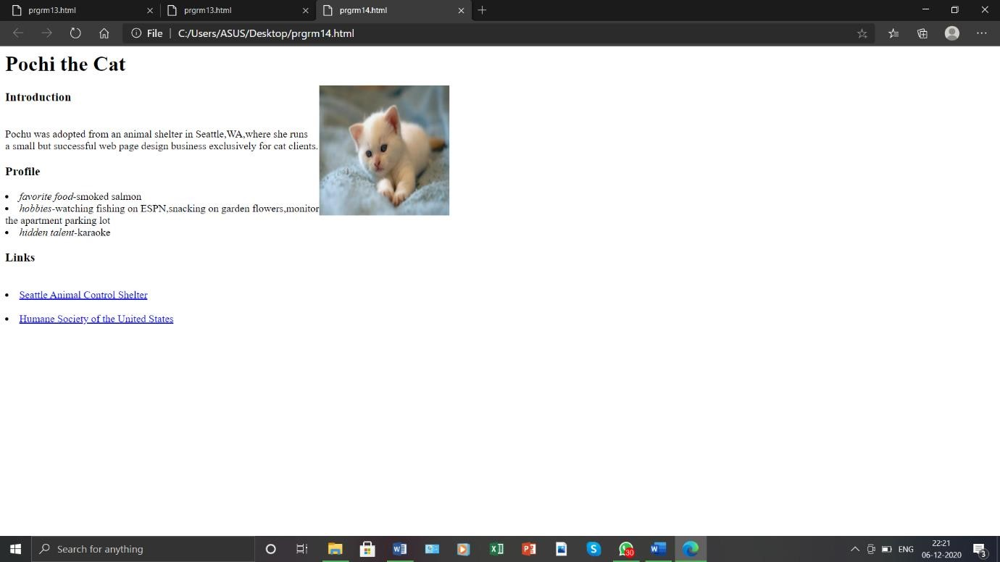 prgrm13.html
prgrm13.html
prgrm14.html
File | C:/Users/ASUS/Desktop/prgrm14.html
Pochi the Cat
Introduction
Pochu was adopted from an animal shelter in Seattle,WA,where she runs
a small but successful web page design business exclusively for cat clients.
Profile
• favorite food-smoked salmon
• hobbies-watching fishing on ESPN,snacking on garden flowers,monitor
the apartment parking lot
• hidden talent-karaoke
Links
• Seattle Animal Control Shelter
• Humane Society of the United States
Search for anything
30
ENG
22:21
06-12-2020
3